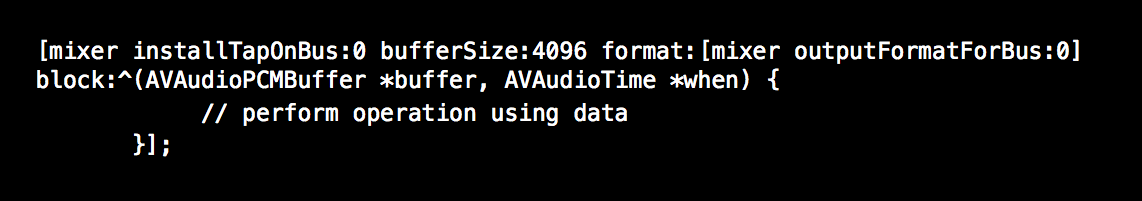 [mixer installTapOnBus:0 bufferSize:4096 format:[mixer outputFormatForBus:0]
block:^(AVAudioPCMBuffer *buffer, AVAudioTime *when) {
// perform operation using data
}];